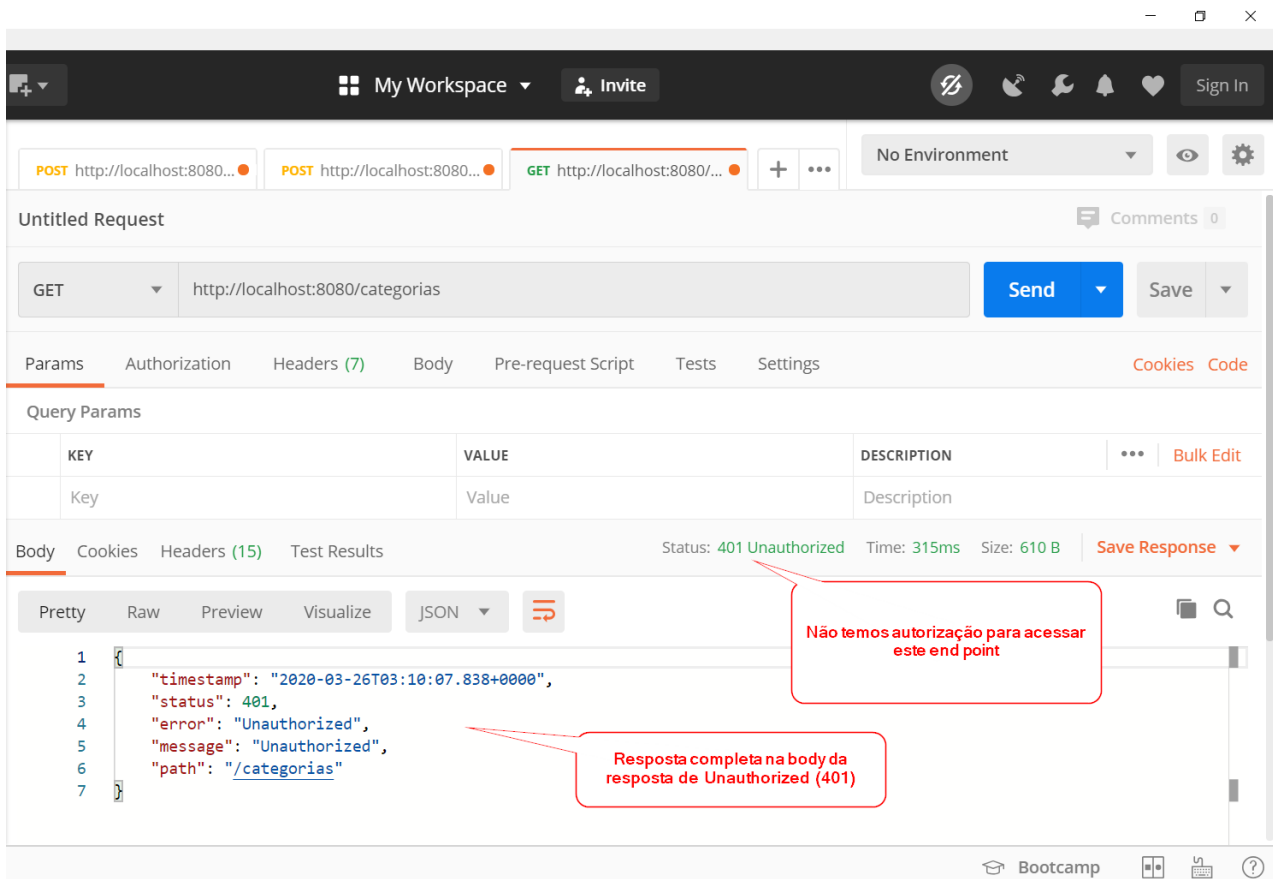 My Workspace
Invite
Sign In
POST http://localhost:8080... POST http://localhost:8080... GET http://localhost:8080/...
No Environment
Untitled Request
Comments 0
GET http://localhost:8080/categorias Send Save
Params Authorization Headers (7) Body Pre-request Script Tests Settings Cookies Code
Query Params
KEY VALUE DESCRIPTION Bulk Edit
Key Value Description
Body Cookies Headers (15) Test Results Status: 401 Unauthorized Time: 315ms Size: 610 B Save Response
Pretty Raw Preview Visualize JSON
Não temos autorização para acessar
este end point
1 {
2 "timestamp": "2020-03-26T03:10:07.838+0000",
3 "status": 401,
4 "error": "Unauthorized",
5 "message": "Unauthorized",
6 "path": "/categorias"
7 }
Resposta completa na body da
resposta de Unauthorized (401)
Bootcamp